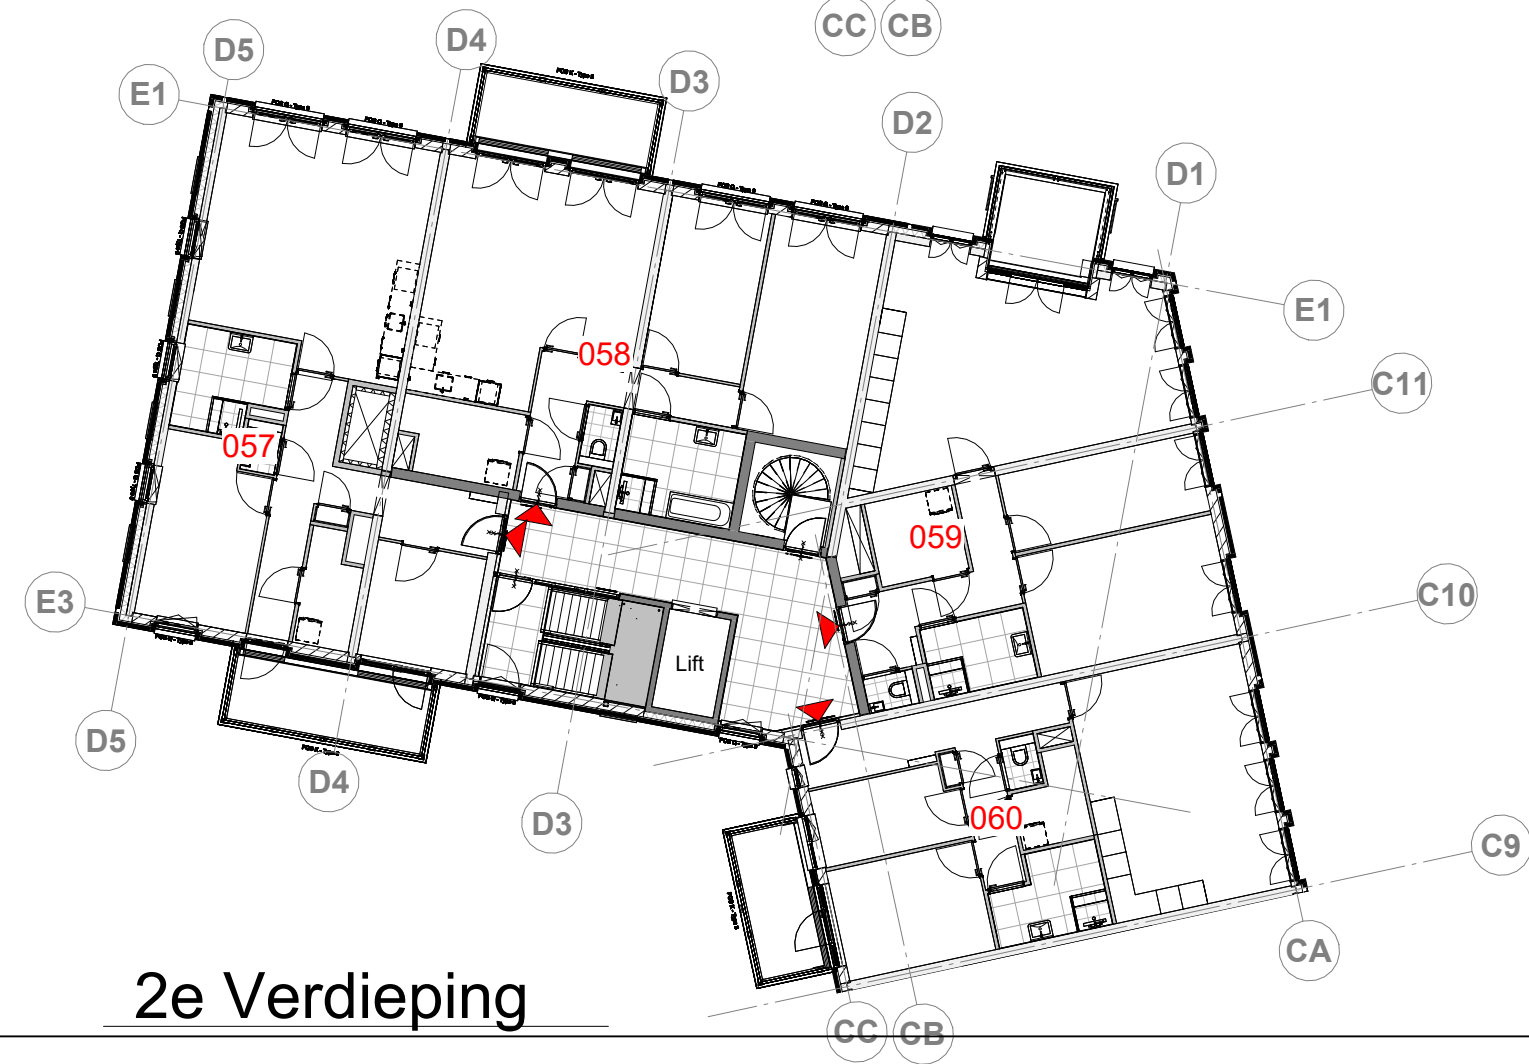 CC CB
D5
D4
E1
D3
D2
D1
E1
C11
058
057
059
C10
E3
Lift
D5
D4
D3
060
C9
CA
2e Verdieping
CC CB